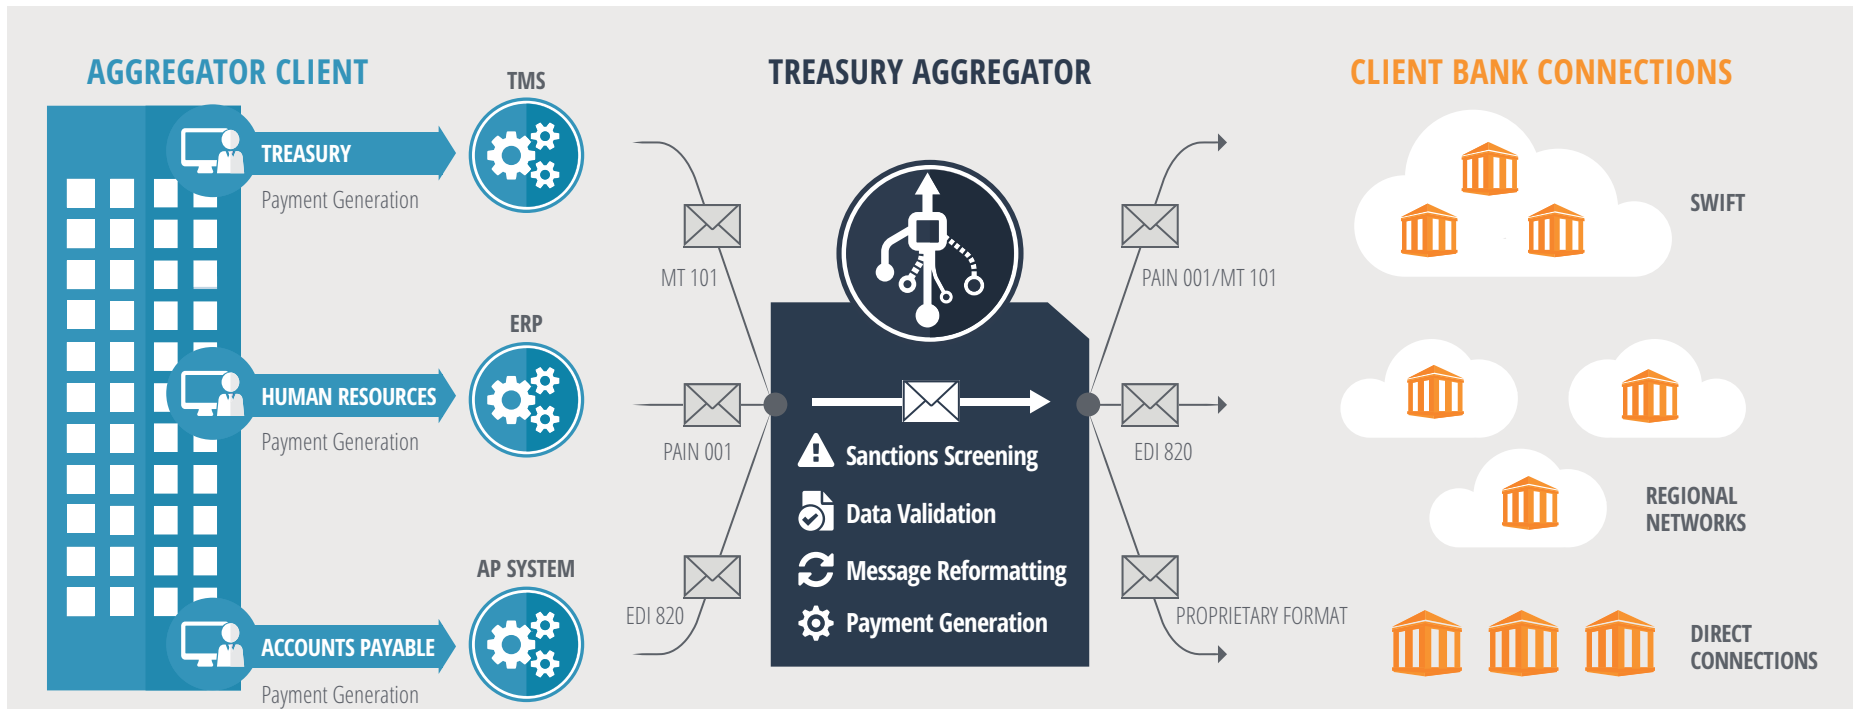 AGGREGATOR CLIENT
TMS
TREASURY
Payment Generation
ERP
HUMAN RESOURCES
Payment Generation
AP SYSTEM
ACCOUNTS PAYABLE
Payment Generation
MT 101
PAIN 001
EDI 820
TREASURY AGGREGATOR
Sanctions Screening
Data Validation
Message Reformatting
Payment Generation
PAIN 001/MT 101
EDI 820
PROPRIETARY FORMAT
CLIENT BANK CONNECTIONS
SWIFT
REGIONAL
NETWORKS
DIRECT
CONNECTIONS